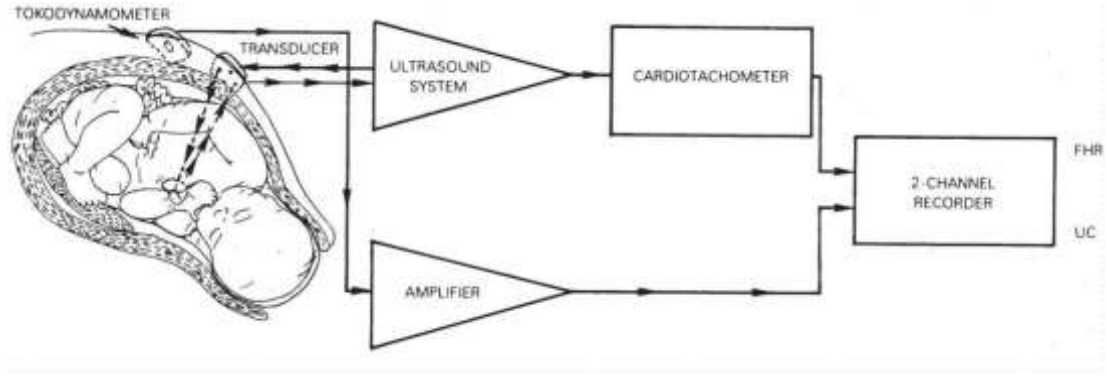 TOKODYNAMOMETER
TRANSDUCER
ULTRASOUND
SYSTEM
CARDIOTACHOMETER
FHR
2-CHANNEL
RECORDER
UC
AMPLIFIER